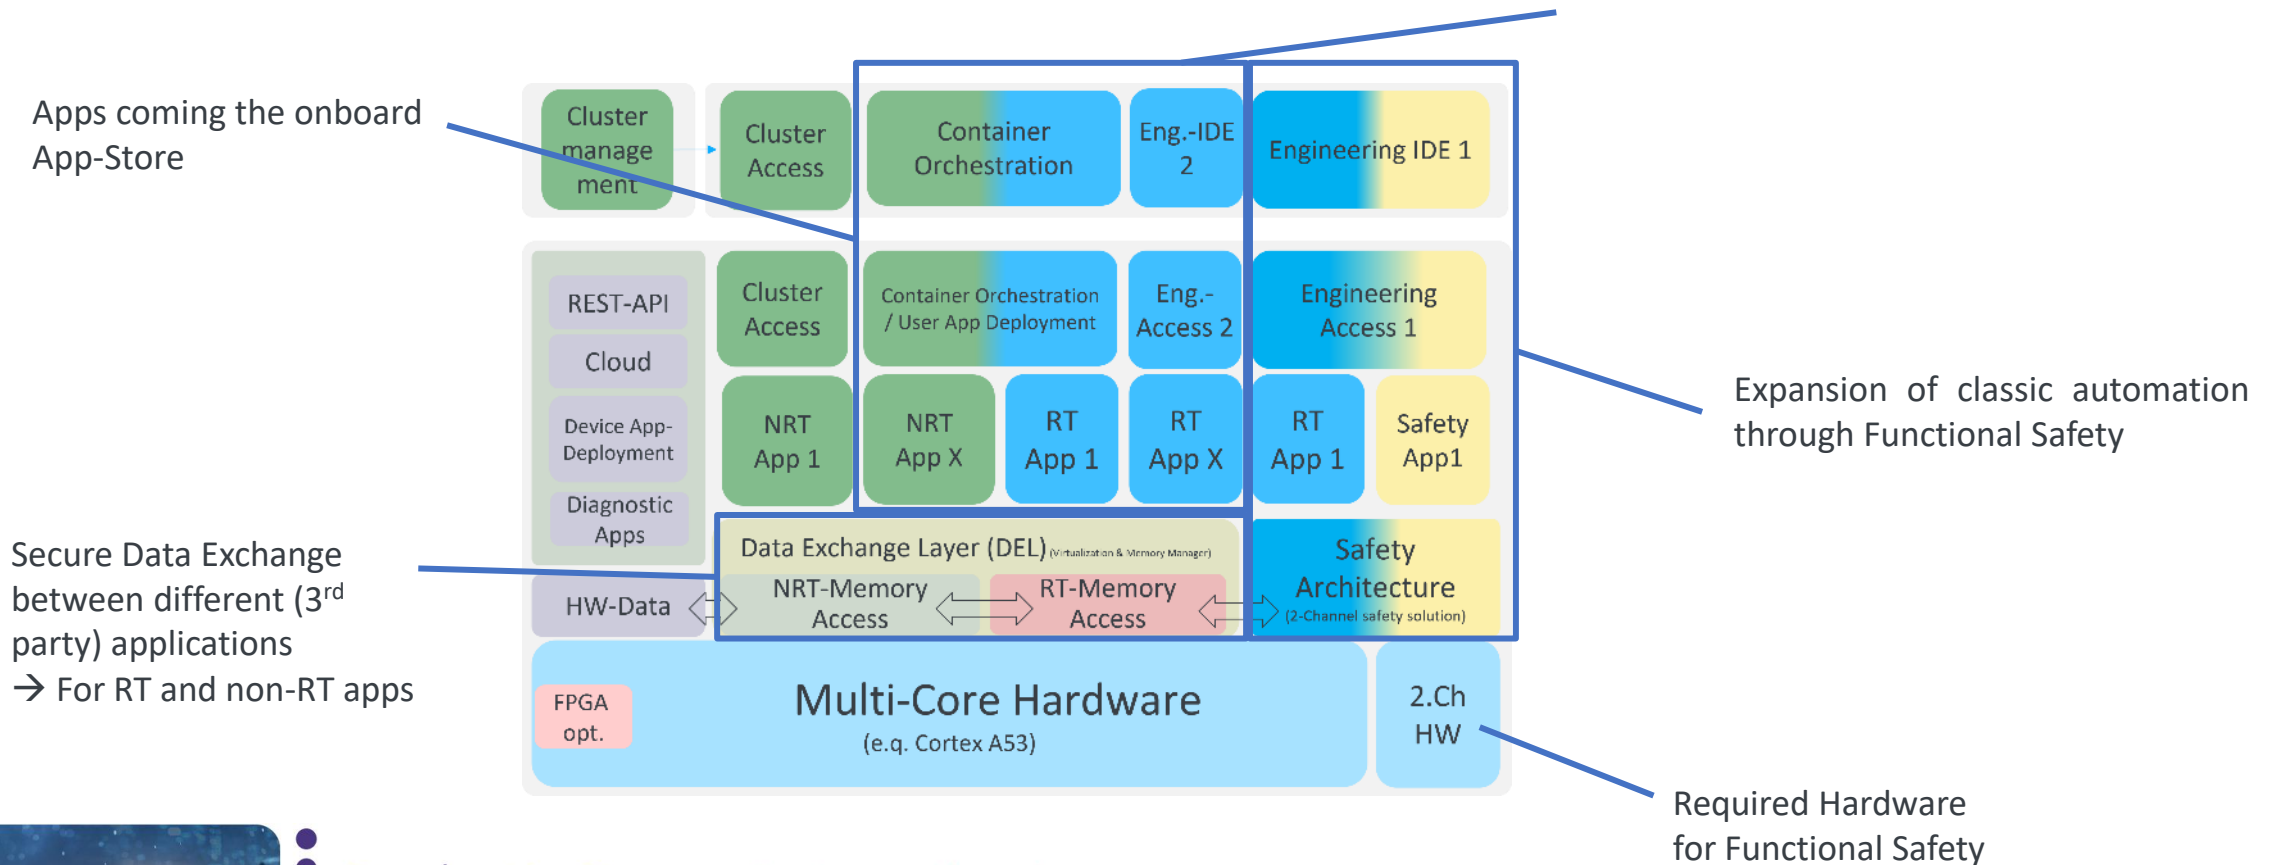 Apps coming the onboard
App-Store
Cluster
manage
ment
Cluster
Access
Container
Orchestration
Eng.-IDE
2
Engineering IDE 1
REST-API
Cloud
Device App-
Deployment
Diagnostic
Apps
Cluster
Access
Container Orchestration
/ User App Deployment
Eng.-
Access 2
Engineering
Access 1
NRT
App 1
NRT
App X
RT
App 1
RT
App X
RT
App 1
Safety
App1
Expansion of classic automation
through Functional Safety
Secure Data Exchange
between different (3rd
party) applications
→ For RT and non-RT apps
Data Exchange Layer (DEL) (Virtualization & Memory Manager)
HW-Data
NRT-Memory
Access
RT-Memory
Access
Safety
Architecture
(2-Channel safety solution)
FPGA
opt.
Multi-Core Hardware
(e.q. Cortex A53)
2.Ch
HW
Required Hardware
for Functional Safety